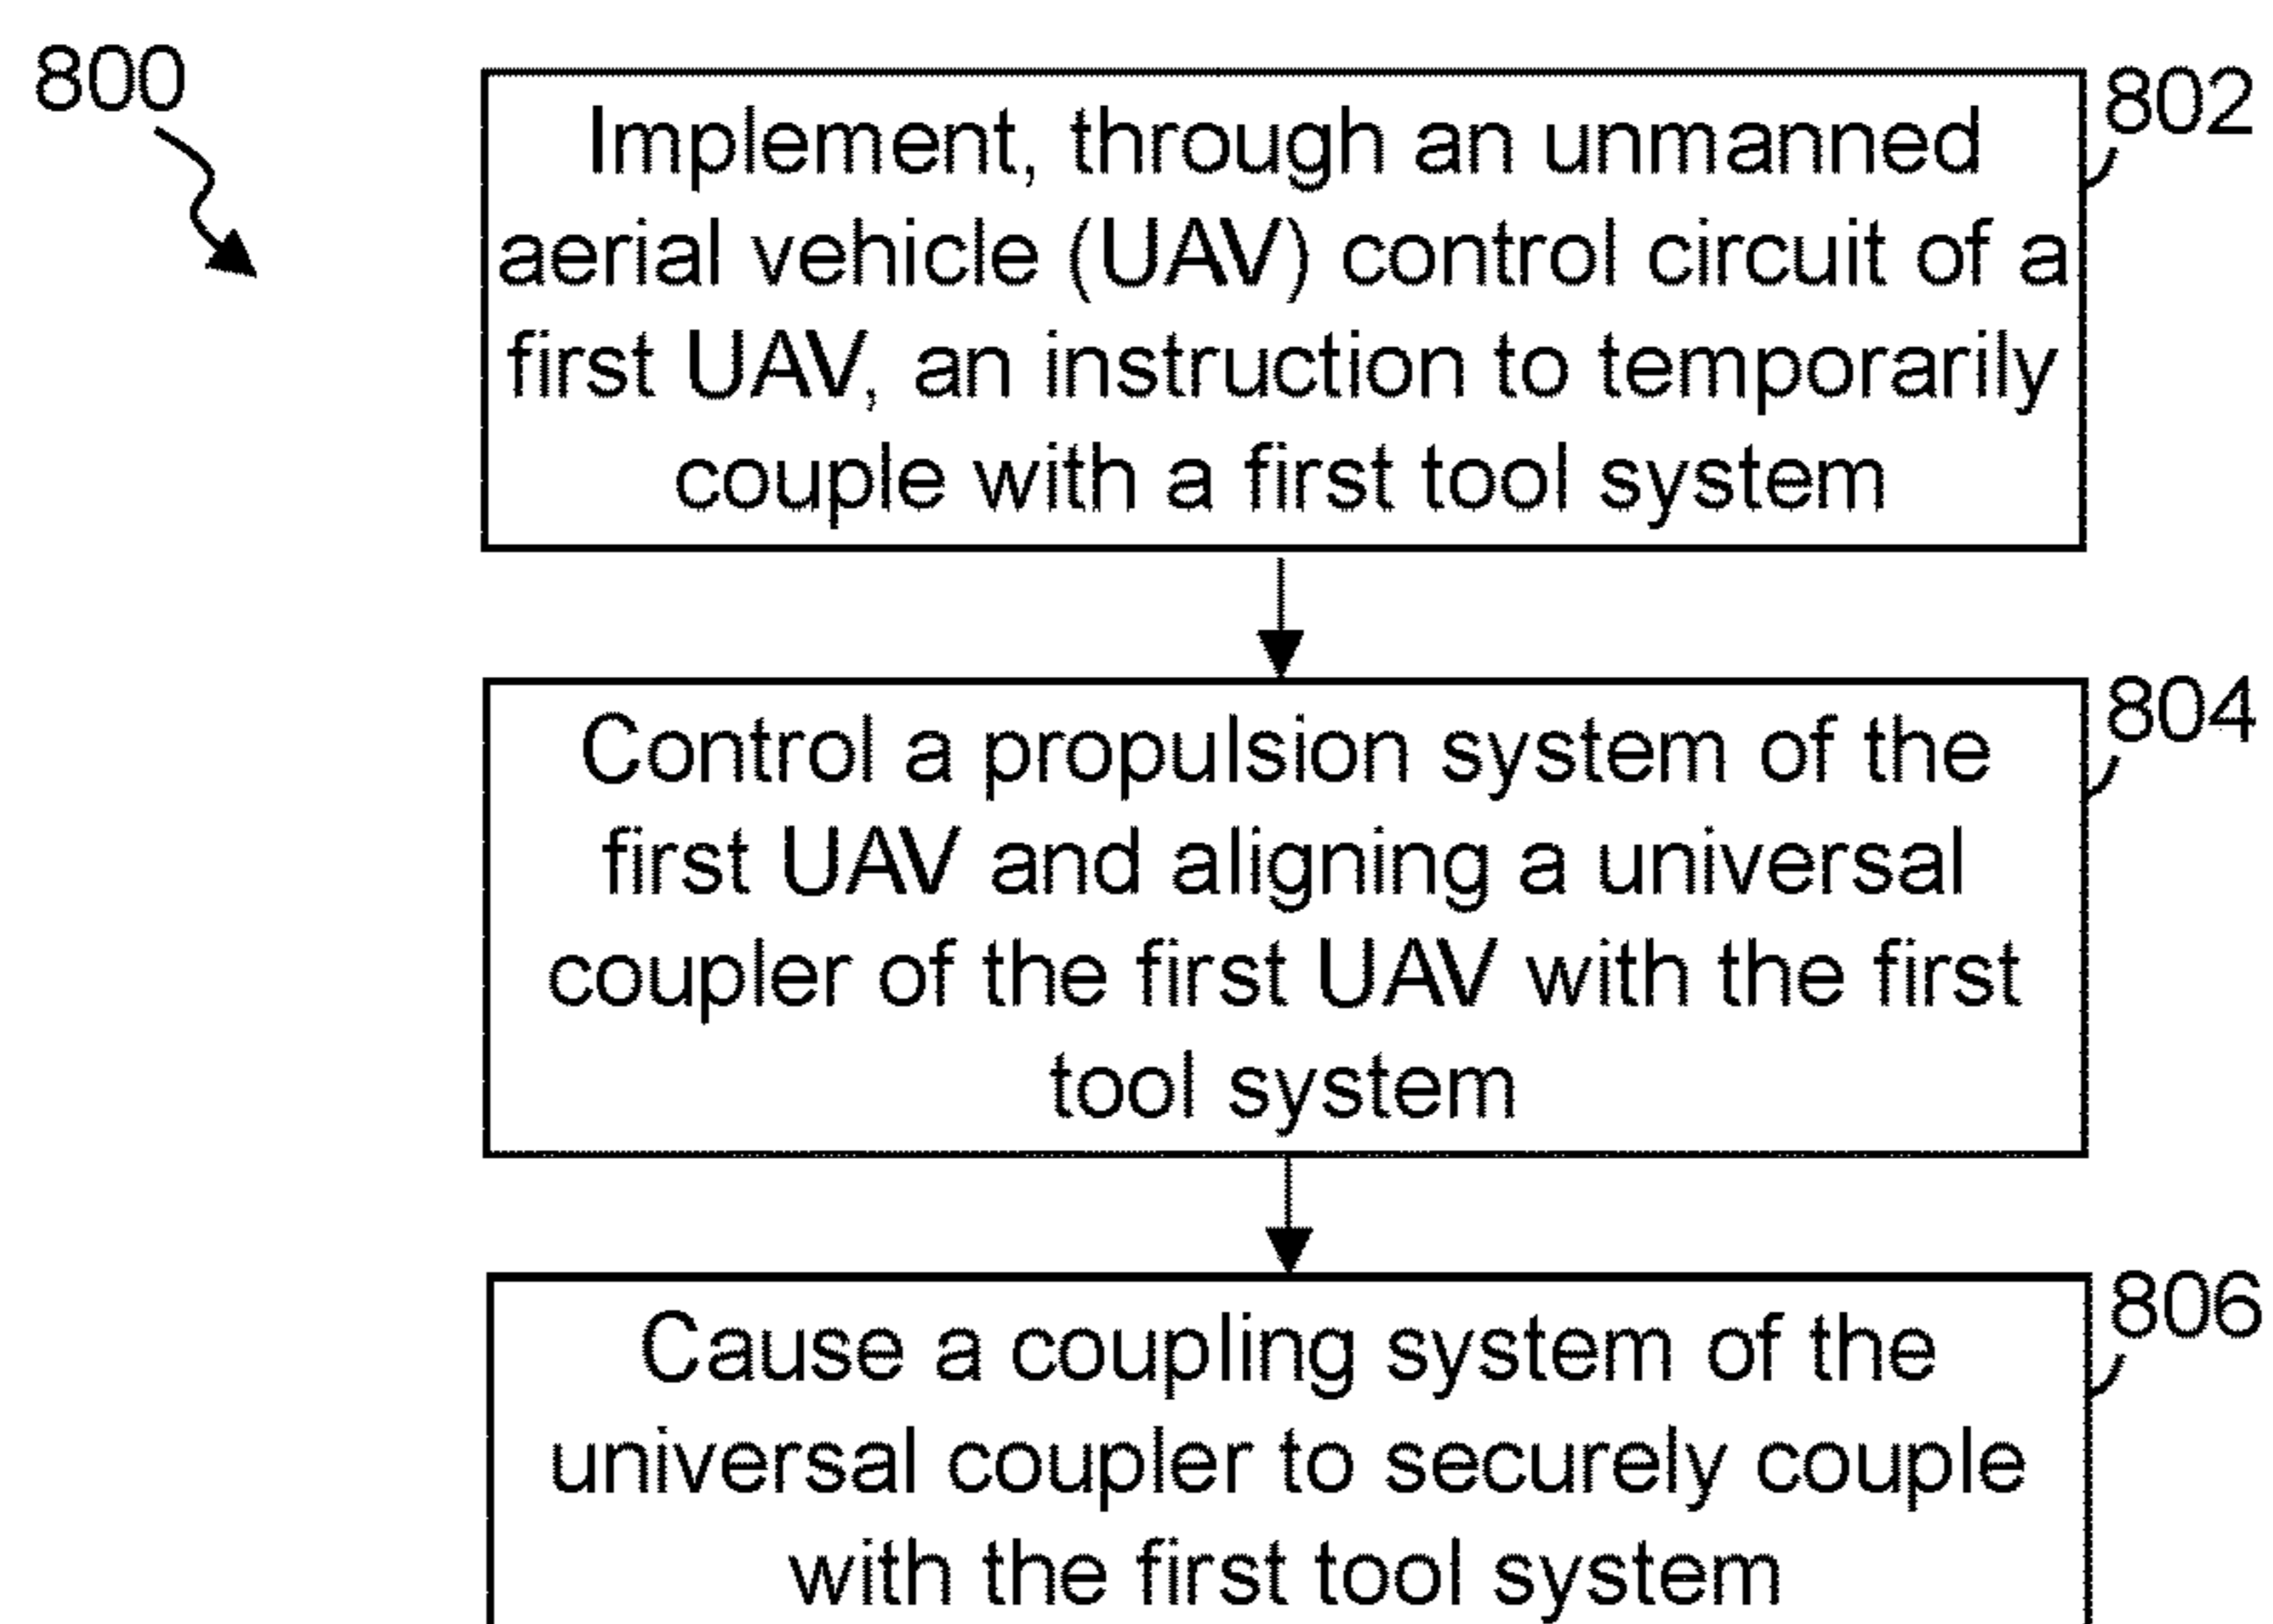 800
802
Implement, through an unmanned
aerial vehicle (UAV) control circuit of a
first UAV, an instruction to temporarily
couple with a first tool system
804
Control a propulsion system of the
first UAV and aligning a universal
coupler of the first UAV with the first
tool system
806
Cause a coupling system of the
universal coupler to securely couple
with the first tool system